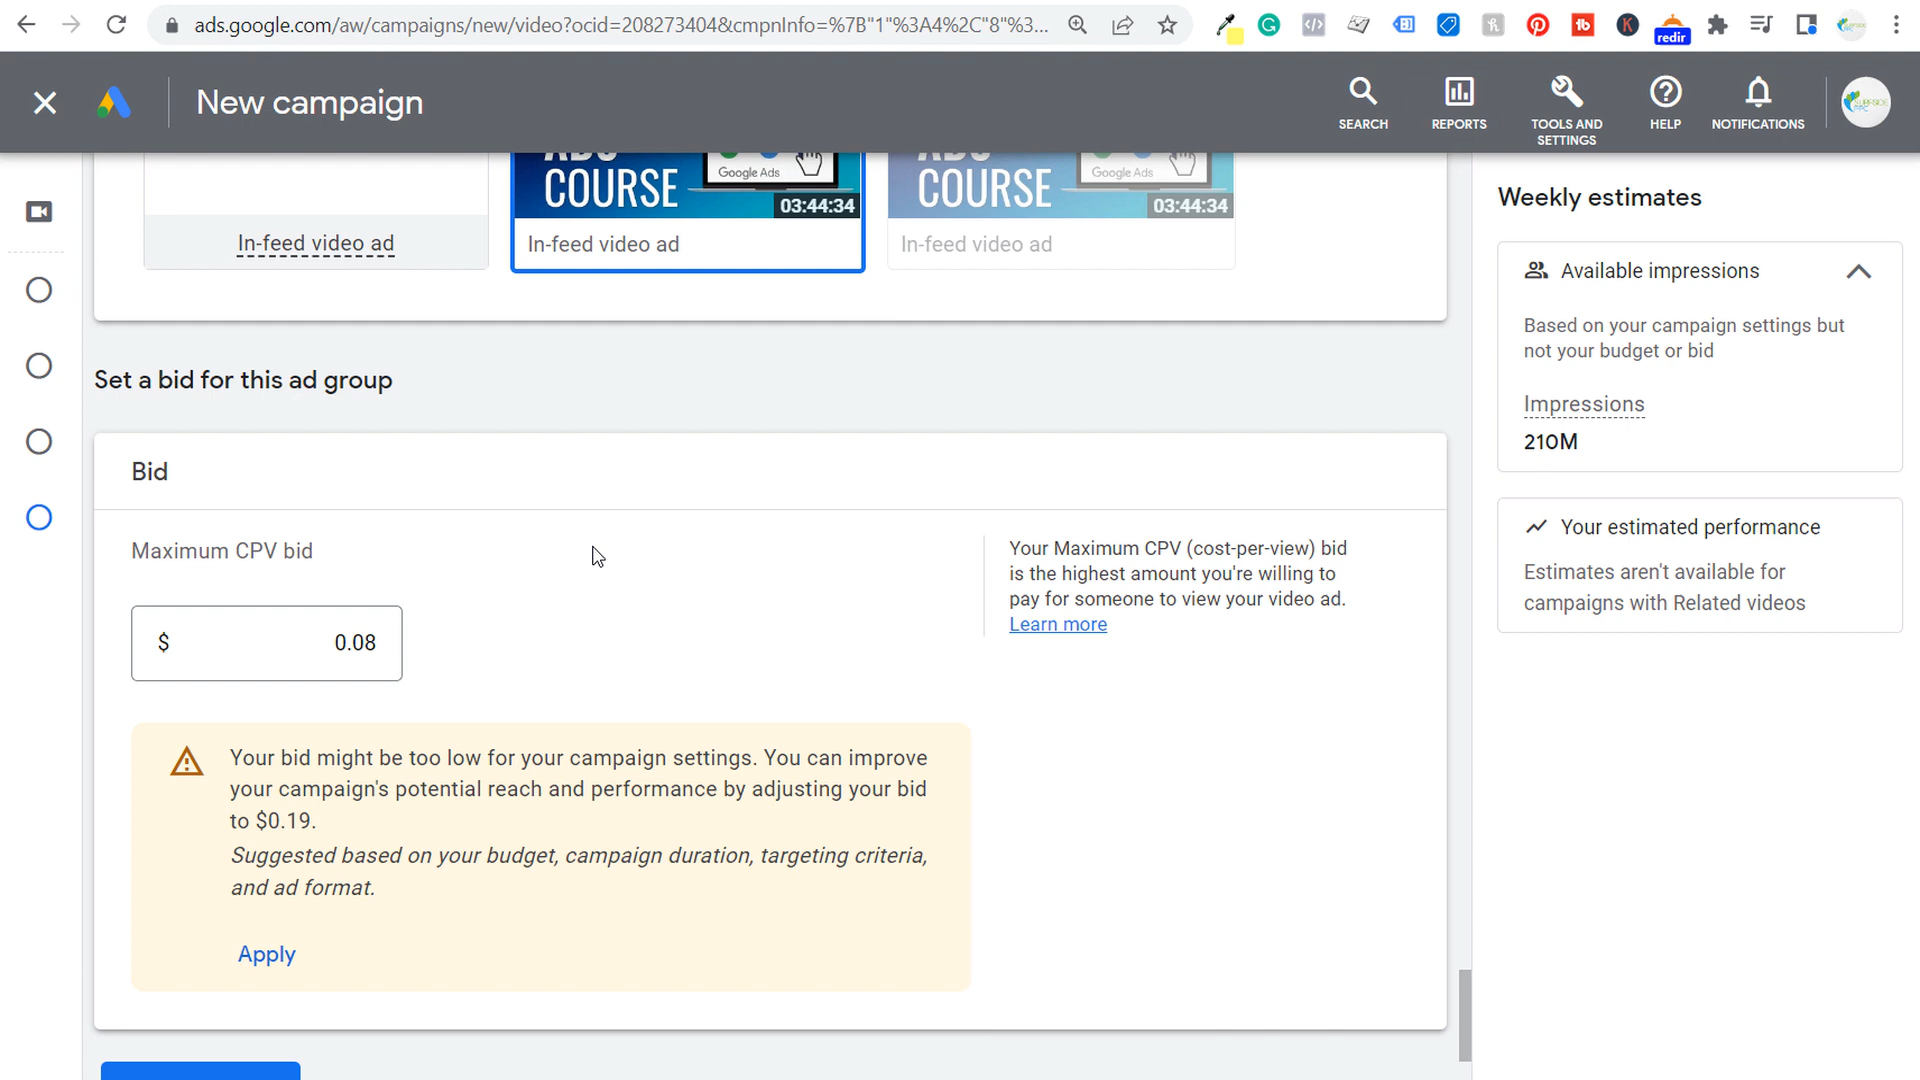 ads.google.com/aw/campaigns/new/video?ocid=208273404&cmpnInfo=%7B"1"%3A4%2C"8"%3...
redir
New campaign
SEARCH
REPORTS
TOOLS AND
SETTINGS
HELP
NOTIFICATIONS
COURSE
Google Ads
03:44:34
COURSE
Google Ads
03:44:34
In-feed video ad
In-feed video ad
In-feed video ad
Set a bid for this ad group
Bid
Maximum CPV bid
$ 0.08
Your Maximum CPV (cost-per-view) bid
is the highest amount you're willing to
pay for someone to view your video ad.
Learn more
Your bid might be too low for your campaign settings. You can improve
your campaign's potential reach and performance by adjusting your bid
to $0.19.
Suggested based on your budget, campaign duration, targeting criteria,
and ad format.
Apply
Weekly estimates
Available impressions
Based on your campaign settings but
not your budget or bid
Impressions
210M
Your estimated performance
Estimates aren't available for
campaigns with Related videos